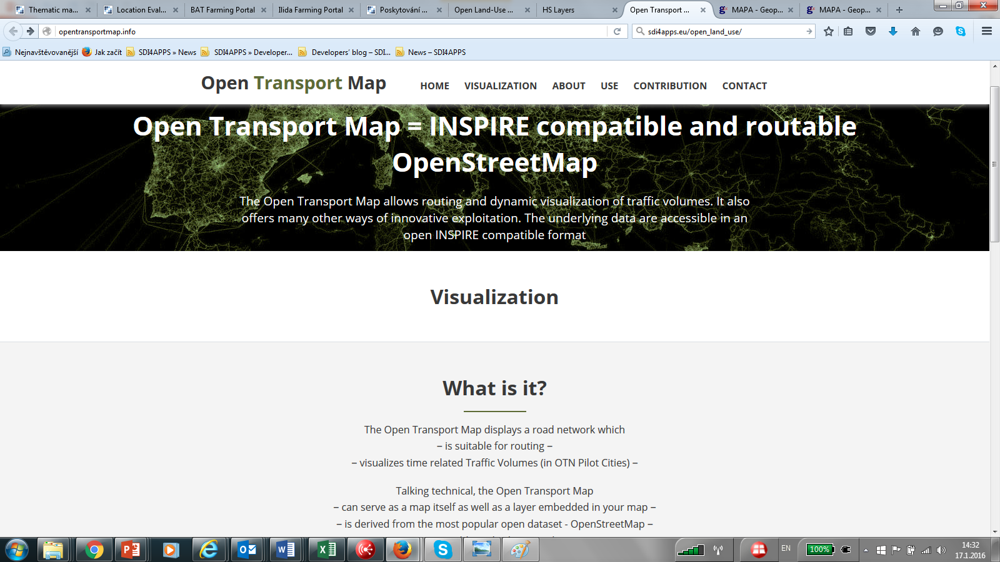 Thematic ma...
Location Eval...
BAT Farming Portal
Ilida Farming Portal
Poskytování ...
Open Land-Use ...
HS Layers
Open Transport ...
MAPA - Geop...
MAPA - Geop...
opentransportmap.info
sdi4apps.eu/open_land_use/
Nejnavštěvovanější
Jak začít
SDI4APPS » News
SDI4APPS » Developer...
Developers' blog – SDI...
News – SDI4APPS
Open Transport Map
HOME
VISUALIZATION
ABOUT
USE
CONTRIBUTION
CONTACT
Open Transport Map = INSPIRE compatible and routable
OpenStreetMap
The Open Transport Map allows routing and dynamic visualization of traffic volumes. It also
offers many other ways of innovative exploitation. The underlying data are accessible in an
open INSPIRE compatible format
Visualization
What is it?
The Open Transport Map displays a road network which
– is suitable for routing –
– visualizes time related Traffic Volumes (in OTN Pilot Cities) –
Talking technical, the Open Transport Map
– can serve as a map itself as well as a layer embedded in your map –
– is derived from the most popular open dataset - OpenStreetMap –
EN
100%
14:32
17.1.2016